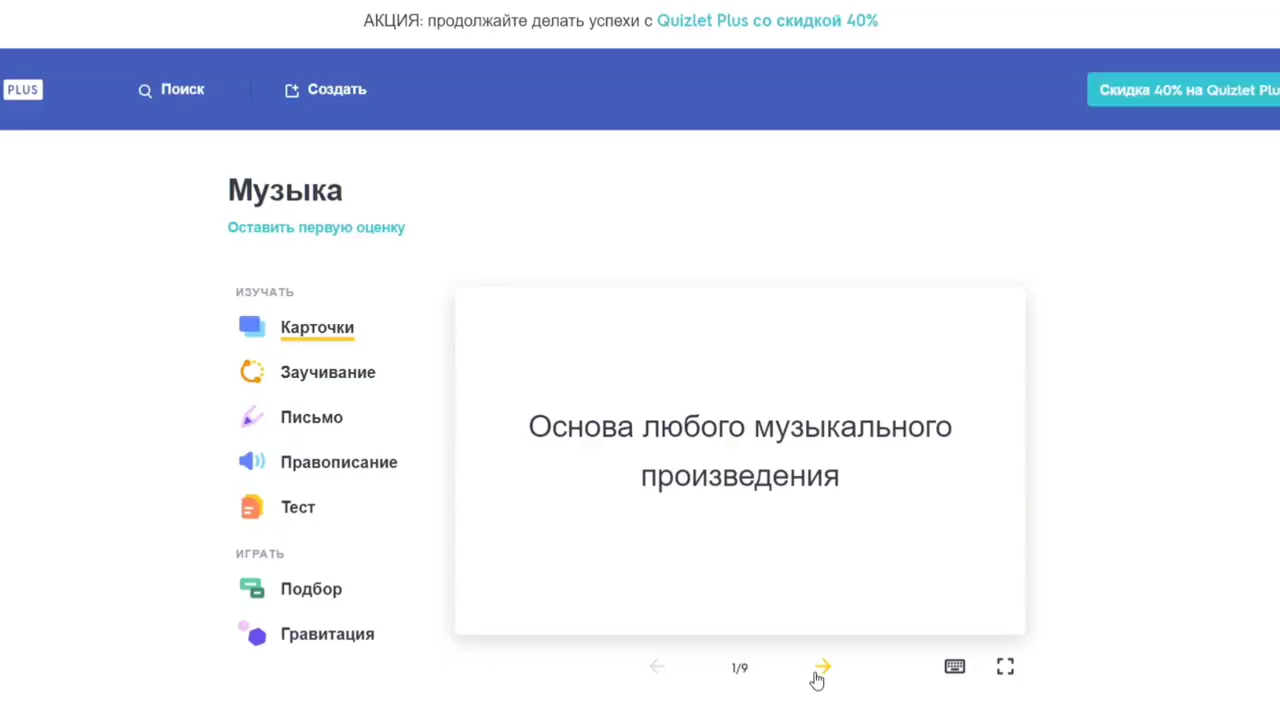 АКЦИЯ: продолжайте делать успехи с Quizlet Plus со скидкой 40%
PLUS
Поиск
Создать
Скидка 40% на Quizlet Plu
Музыка
Оставить первую оценку
ИЗУЧАТЬ
Карточки
Заучивание
Письмо
Правописание
Тест
ИГРАТЬ
Подбор
Гравитация
Основа любого музыкального
произведения
1/9